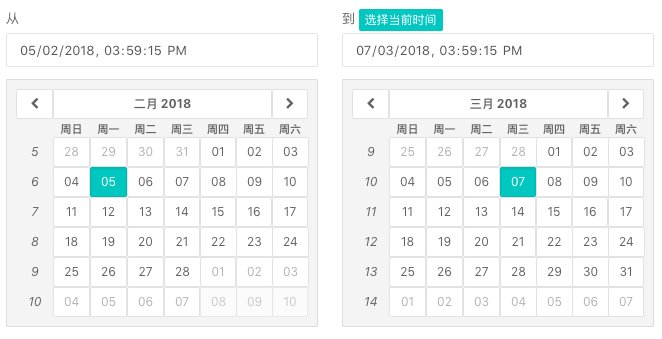 从
05/02/2018, 03:59:15 PM
二月 2018
周日 周一 周二 周三 周四 周五 周六
5 28 29 30 31 01 02 03
6 04 05 06 07 08 09 10
7 11 12 13 14 15 16 17
8 18 19 20 21 22 23 24
9 25 26 27 28 01 02 03
10 04 05 06 07 08 09 10
到 选择当前时间
07/03/2018, 03:59:15 PM
三月 2018
周日 周一 周二 周三 周四 周五 周六
9 25 26 27 28 01 02 03
10 04 05 06 07 08 09 10
11 11 12 13 14 15 16 17
12 18 19 20 21 22 23 24
13 25 26 27 28 29 30 31
14 01 02 03 04 05 06 07